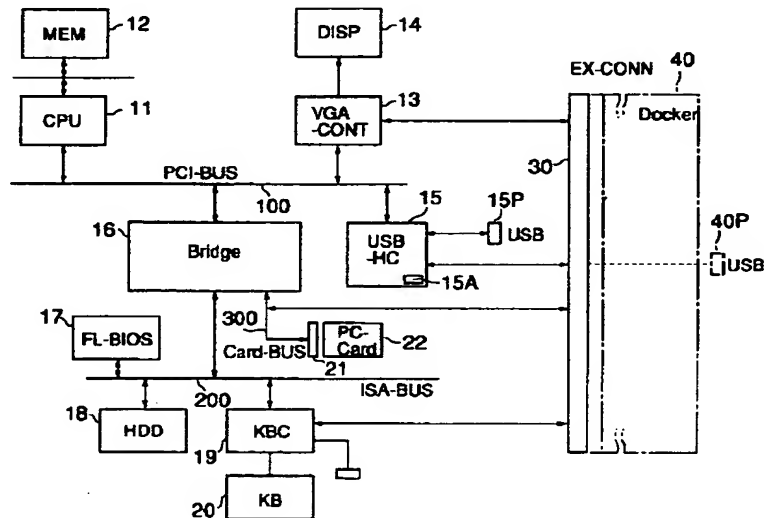 MEM
12
DISP
14
EX-CONN
40
CPU
11
VGA
-CONT
13
Docker
30
PCI-BUS
100
16
Bridge
15
USB
-HC
15A
15P
USB
40P
USB
17
FL-BIOS
300
Card-BUS
21
PC-
Card
22
200
ISA-BUS
18
HDD
19
KBC
20
KB